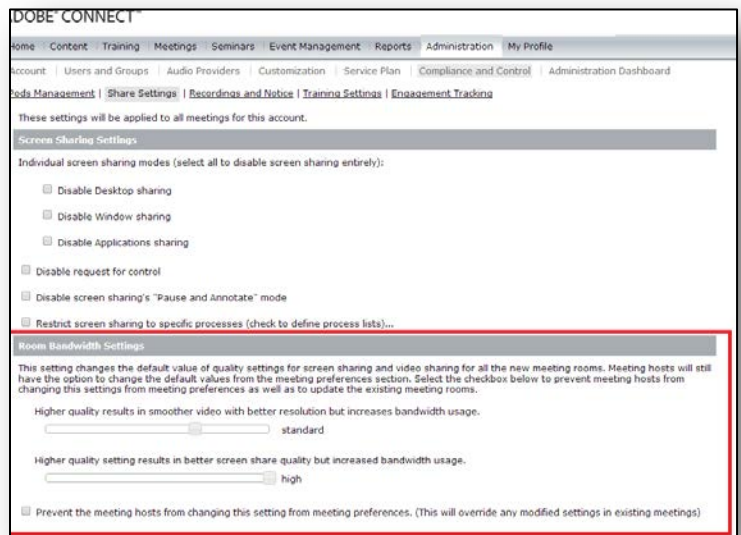 ADOBE® CONNECT™
Home Content Training Meetings Seminars Event Management Reports Administration My Profile
Account | Users and Groups | Audio Providers | Customization | Service Plan | Compliance and Control | Administration Dashboard
Pods Management | Share Settings | Recordings and Notice | Training Settings | Engagement Tracking
These settings will be applied to all meetings for this account.
Screen Sharing Settings
Individual screen sharing modes (select all to disable screen sharing entirely):
Disable Desktop sharing
Disable Window sharing
Disable Applications sharing
Disable request for control
Disable screen sharing's "Pause and Annotate" mode
Restrict screen sharing to specific processes (check to define process lists)...
Room Bandwidth Settings
This setting changes the default value of quality settings for screen sharing and video sharing for all the new meeting rooms. Meeting hosts will still
have the option to change the default values from the meeting preferences section. Select the checkbox below to prevent meeting hosts from
changing this settings from meeting preferences as well as to update the existing meeting rooms.
Higher quality results in smoother video with better resolution but increases bandwidth usage.
standard
Higher quality setting results in better screen share quality but increased bandwidth usage.
high
Prevent the meeting hosts from changing this setting from meeting preferences. (This will override any modified settings in existing meetings)